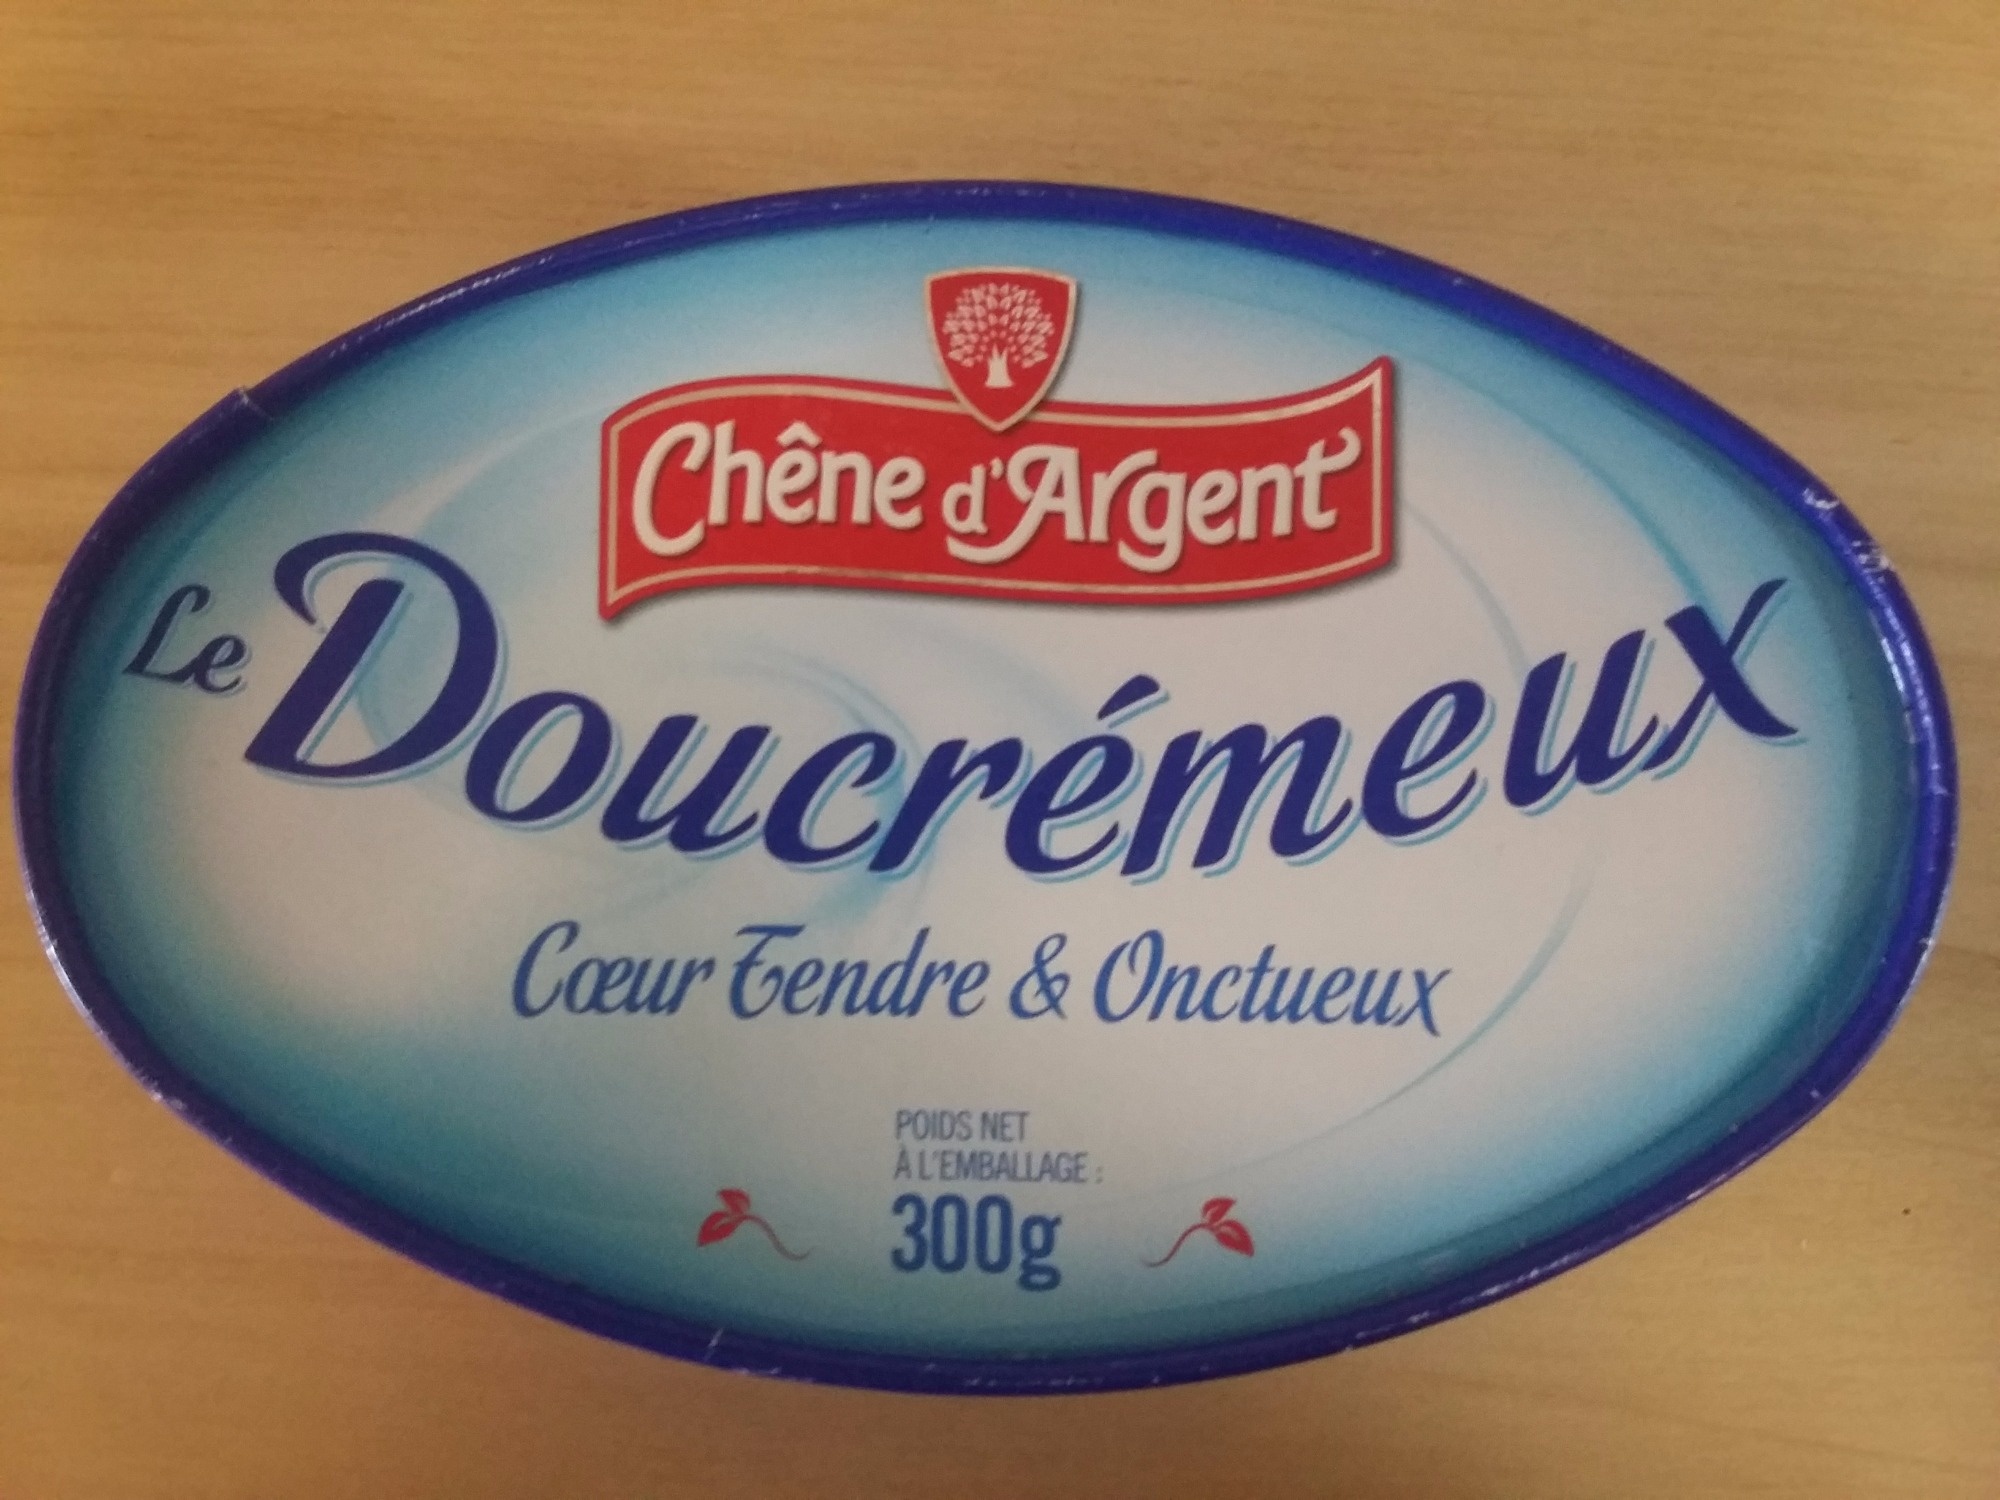 Chêne d'Argent
Le Doucrémeux
Cœur Tendre & Onctueux
POIDS NET
À L'EMBALLAGE :
300g